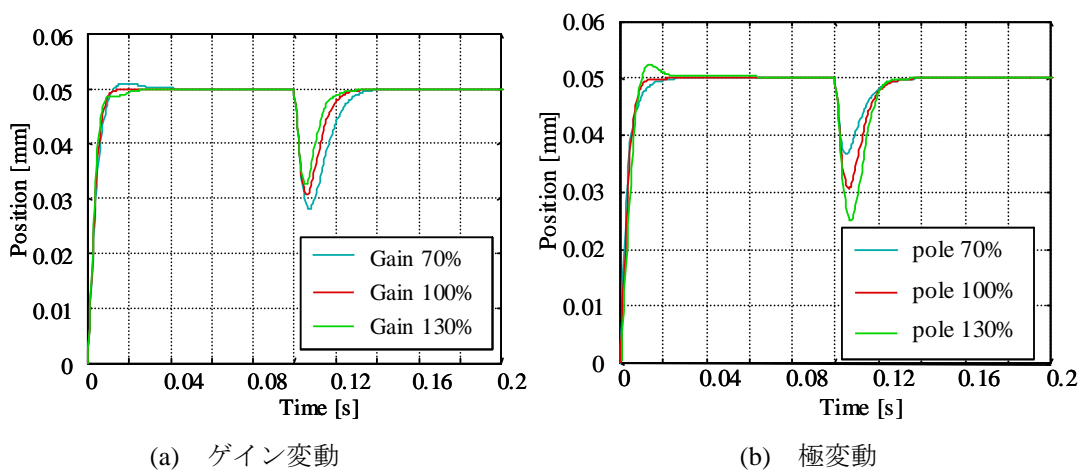 0.06
0.05
0.04
0.03
0.02
0.01
0
Position [mm]
Gain 70%
Gain 100%
Gain 130%
0 0.04 0.08 0.12 0.16 0.2
Time [s]
(a) ゲイン変動
0.06
0.05
0.04
0.03
0.02
0.01
0
Position [mm]
pole 70%
pole 100%
pole 130%
0 0.04 0.08 0.12 0.16 0.2
Time [s]
(b) 極変動